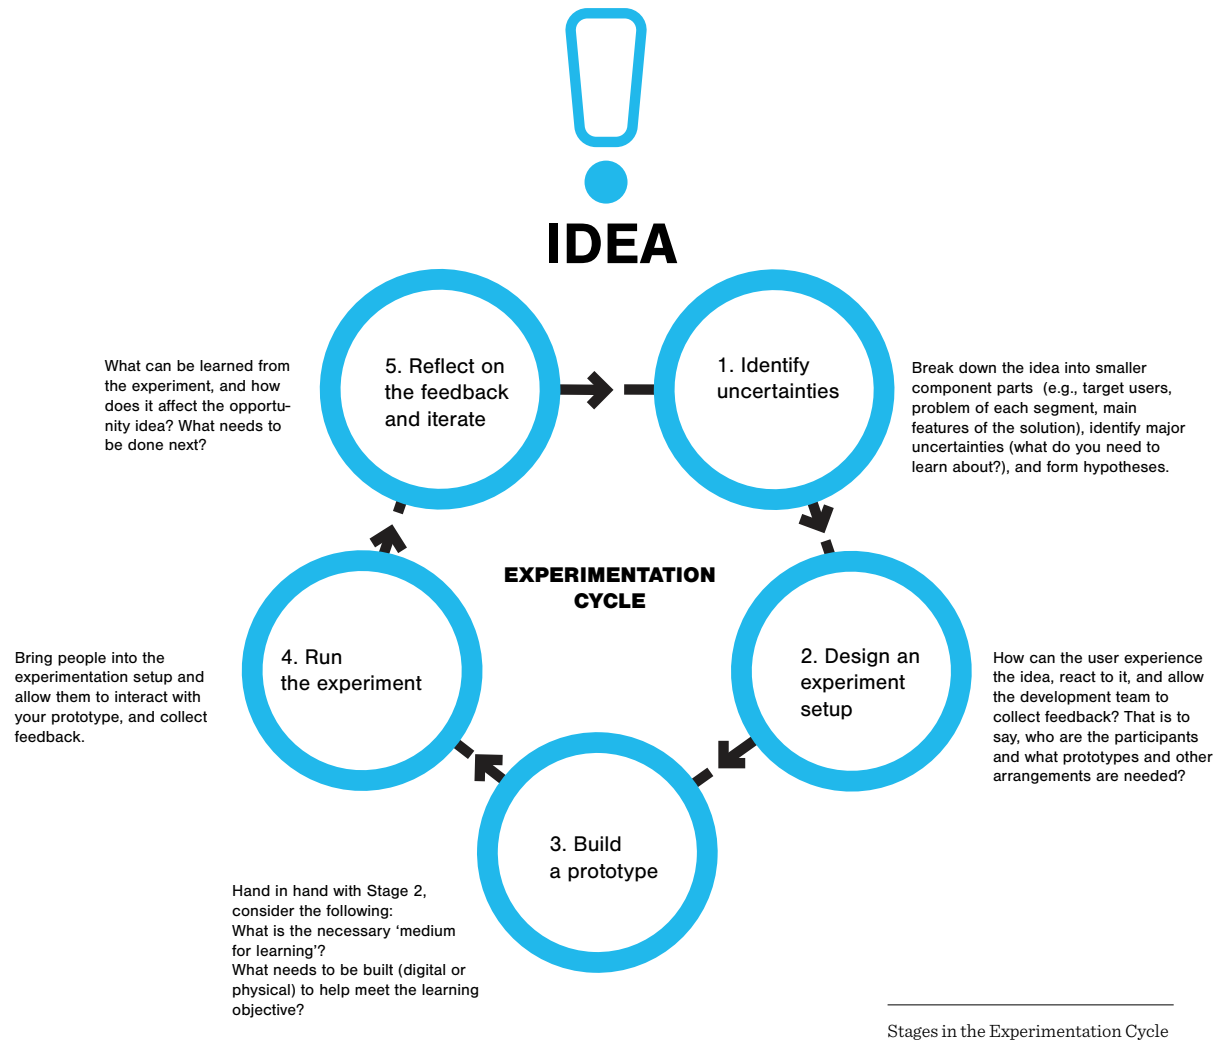 IDEA
5. Reflect on
the feedback
and iterate
1. Identify
uncertainties
What can be learned from
the experiment, and how
does it affect the opportu-
nity idea? What needs to
be done next?
Break down the idea into smaller
component parts  (e.g., target users,
problem of each segment, main
features of the solution), identify major
uncertainties (what do you need to
learn about?), and form hypotheses.
EXPERIMENTATION
CYCLE
4. Run
the experiment
2. Design an
experiment
setup
Bring people into the
experimentation setup and
allow them to interact with
your prototype, and collect
feedback.
How can the user experience
the idea, react to it, and allow
the development team to
collect feedback? That is to
say, who are the participants
and what prototypes and other
arrangements are needed?
3. Build
a prototype
Hand in hand with Stage 2,
consider the following:
What is the necessary ‘medium
for learning’?
What needs to be built (digital or
physical) to help meet the learning
objective?
Stages in the Experimentation Cycle